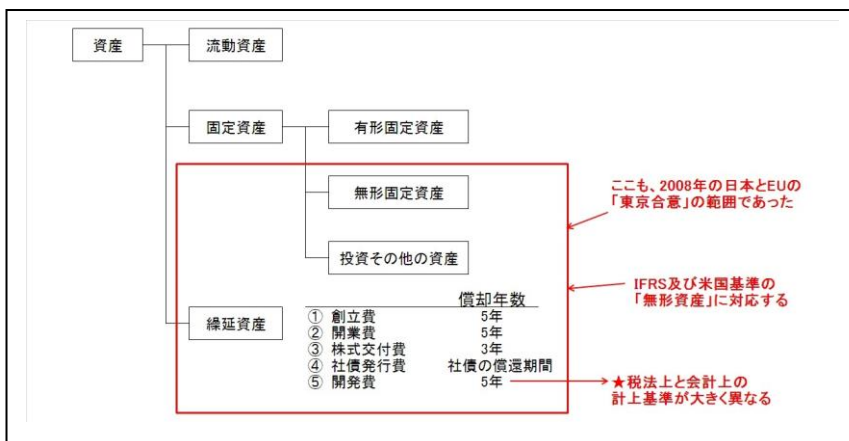 資産
流動資産
固定資産
有形固定資産
無形固定資産
投資その他の資産
繰延資産
償却年数
① 創立費 5年
② 開業費 5年
③ 株式交付費 3年
④ 社債発行費 社債の償還期間
⑤ 開発費 5年
ここも、2008年の日本とEUの
「東京合意」の範囲であった
IFRS及び米国基準の
「無形資産」に対応する
★税法上と会計上の
計上基準が大きく異なる